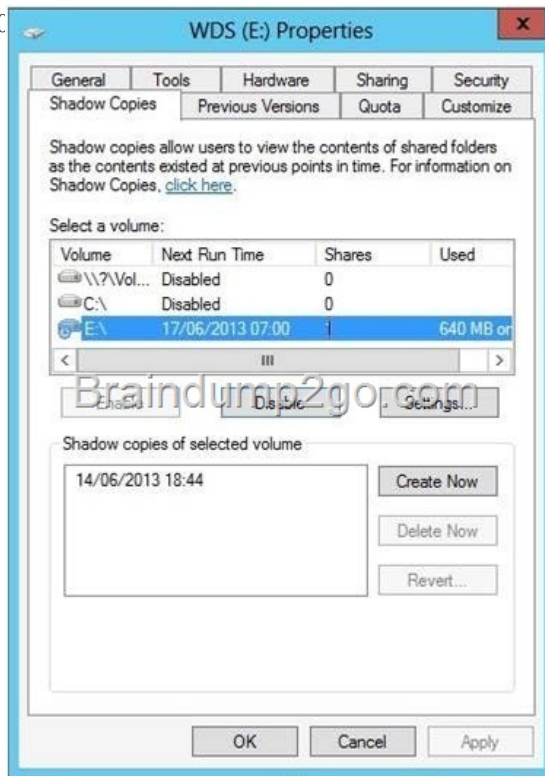 WDS (E:) Properties
x
General Tools Hardware Sharing Security
Shadow Copies Previous Versions Quota Customize
Shadow copies allow users to view the contents of shared folders
as the contents existed at previous points in time. For information on
Shadow Copies, click here.
Select a volume:
Volume Next Run Time Shares Used
\\?\Vol... Disabled 0
C:\ Disabled 0
E:\ 17/06/2013 07:00 1 640 MB on
Enable Disable Settings...
Braindump2go.com
Shadow copies of selected volume
14/06/2013 18:44
Create Now
Delete Now
Revert...
OK Cancel Apply